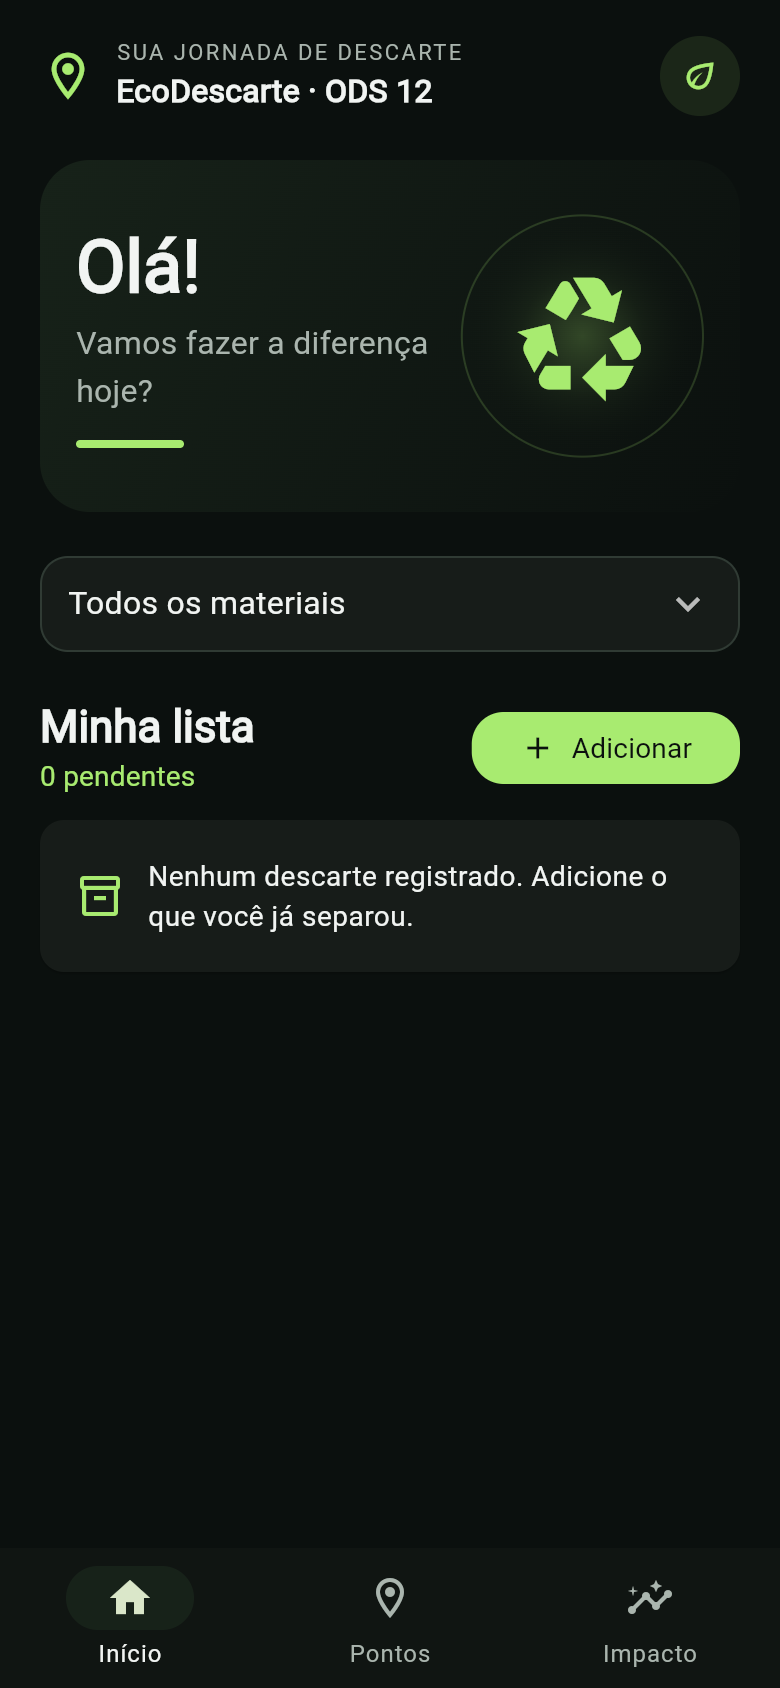 SUA JORNADA DE DESCARTE
EcoDescarte · ODS 12
Olá!
Vamos fazer a diferença
hoje?
Todos os materiais
Minha lista
0 pendentes
Adicionar
Nenhum descarte registrado. Adicione o
que você já separou.
Início
Pontos
Impacto